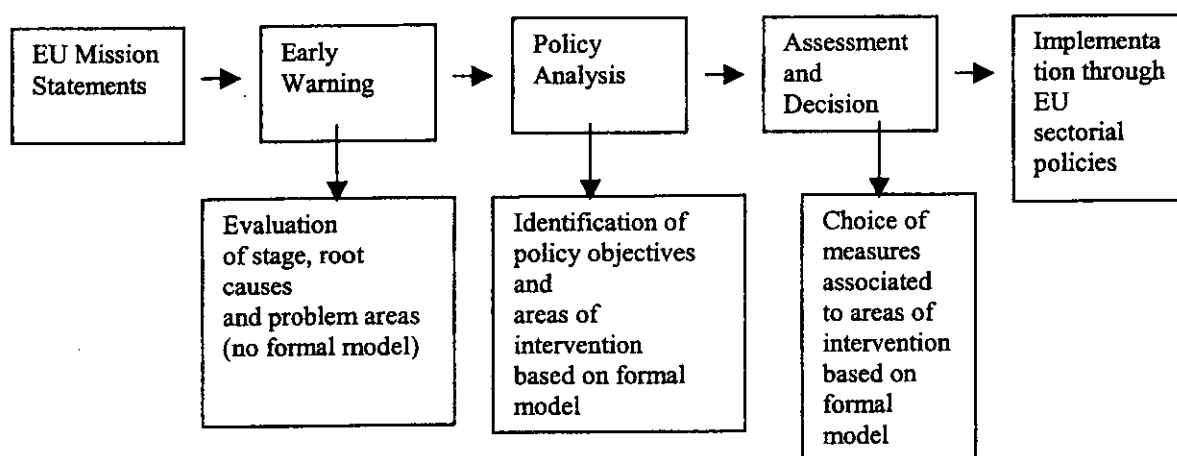 EU Mission
Statements
Early
Warning
Policy
Analysis
Assessment
and
Decision
Implementa
tion through
EU
sectorial
policies
Evaluation
of stage, root
causes
and problem areas
(no formal model)
Identification of
policy objectives
and
areas of
intervention
based on formal
model
Choice of
measures
associated
to areas of
intervention
based on
formal
model